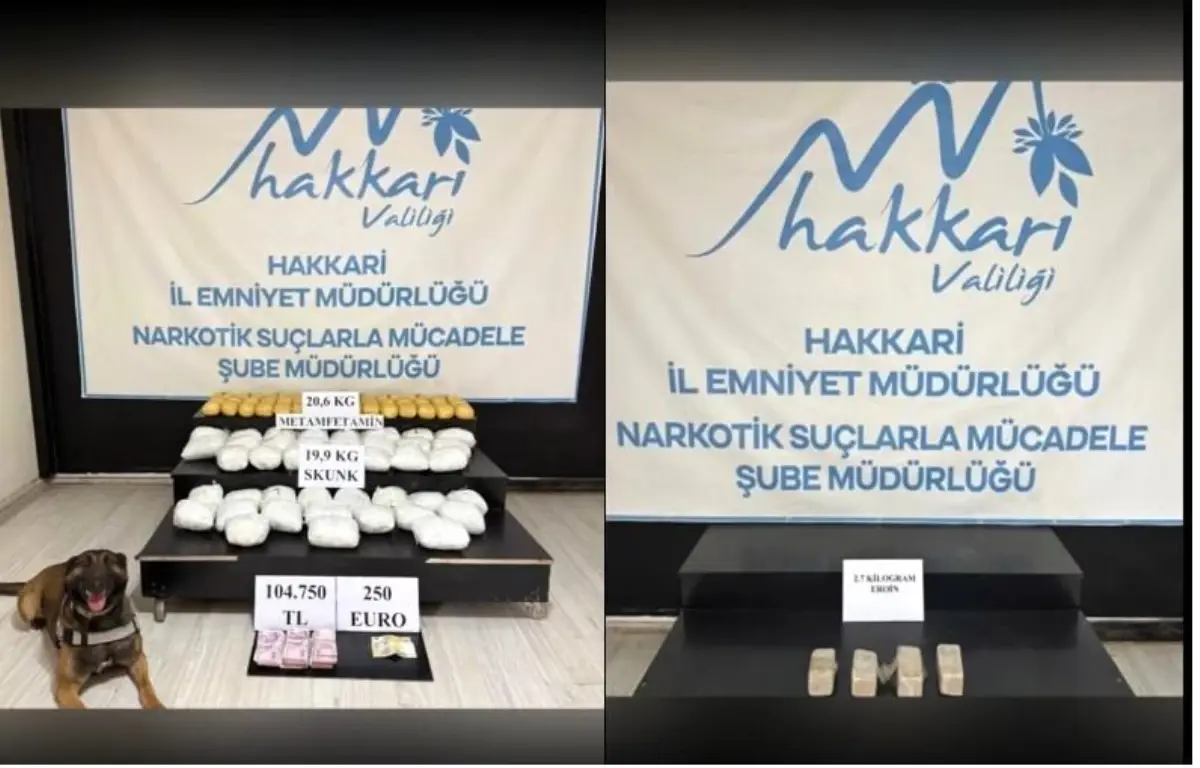 hakkari
Valiliği
HAKKARİ
İL EMNİYET MÜDÜRLÜĞÜ
NARKOTİK SUÇLARLA MÜCADELE
ŞUBE MÜDÜRLÜĞÜ
20,6 KG
METAMFETAMİN
19,9 KG
SKUNK
104.750
TL
250
EURO
hakkari
Valiliği
HAKKARİ
İL EMNİYET MÜDÜRLÜĞÜ
NARKOTİK SUÇLARLA MÜCADELE
ŞUBE MÜDÜRLÜĞÜ
2.7 KİLOGRAM
EROİN